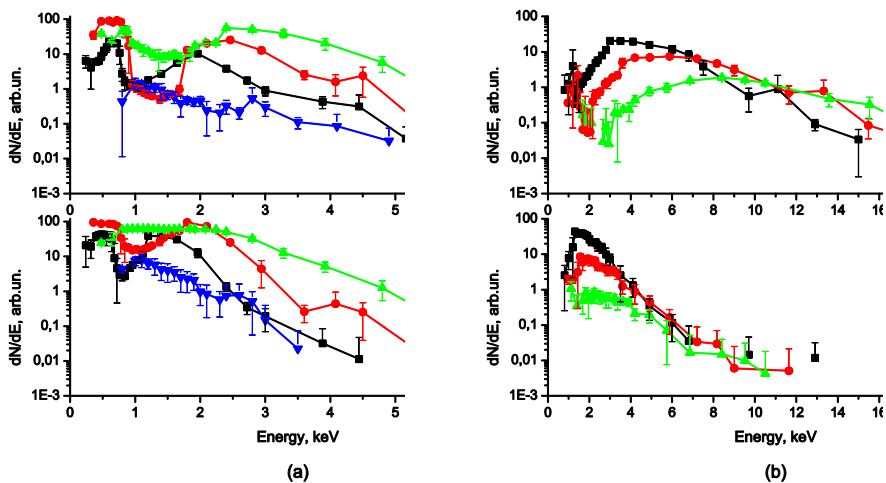 100
10
1
0,1
0,01
1E-3
dN/dE, arb.un.
0 1 2 3 4 5
100
10
1
0,1
0,01
1E-3
dN/dE, arb.un.
0 1 2 3 4 5
Energy, keV
(a)
100
10
1
0,1
0,01
1E-3
dN/dE, arb.un.
0 2 4 6 8 10 12 14 16
100
10
1
0,1
0,01
1E-3
dN/dE, arb.un.
0 2 4 6 8 10 12 14 16
Energy, keV
(b)